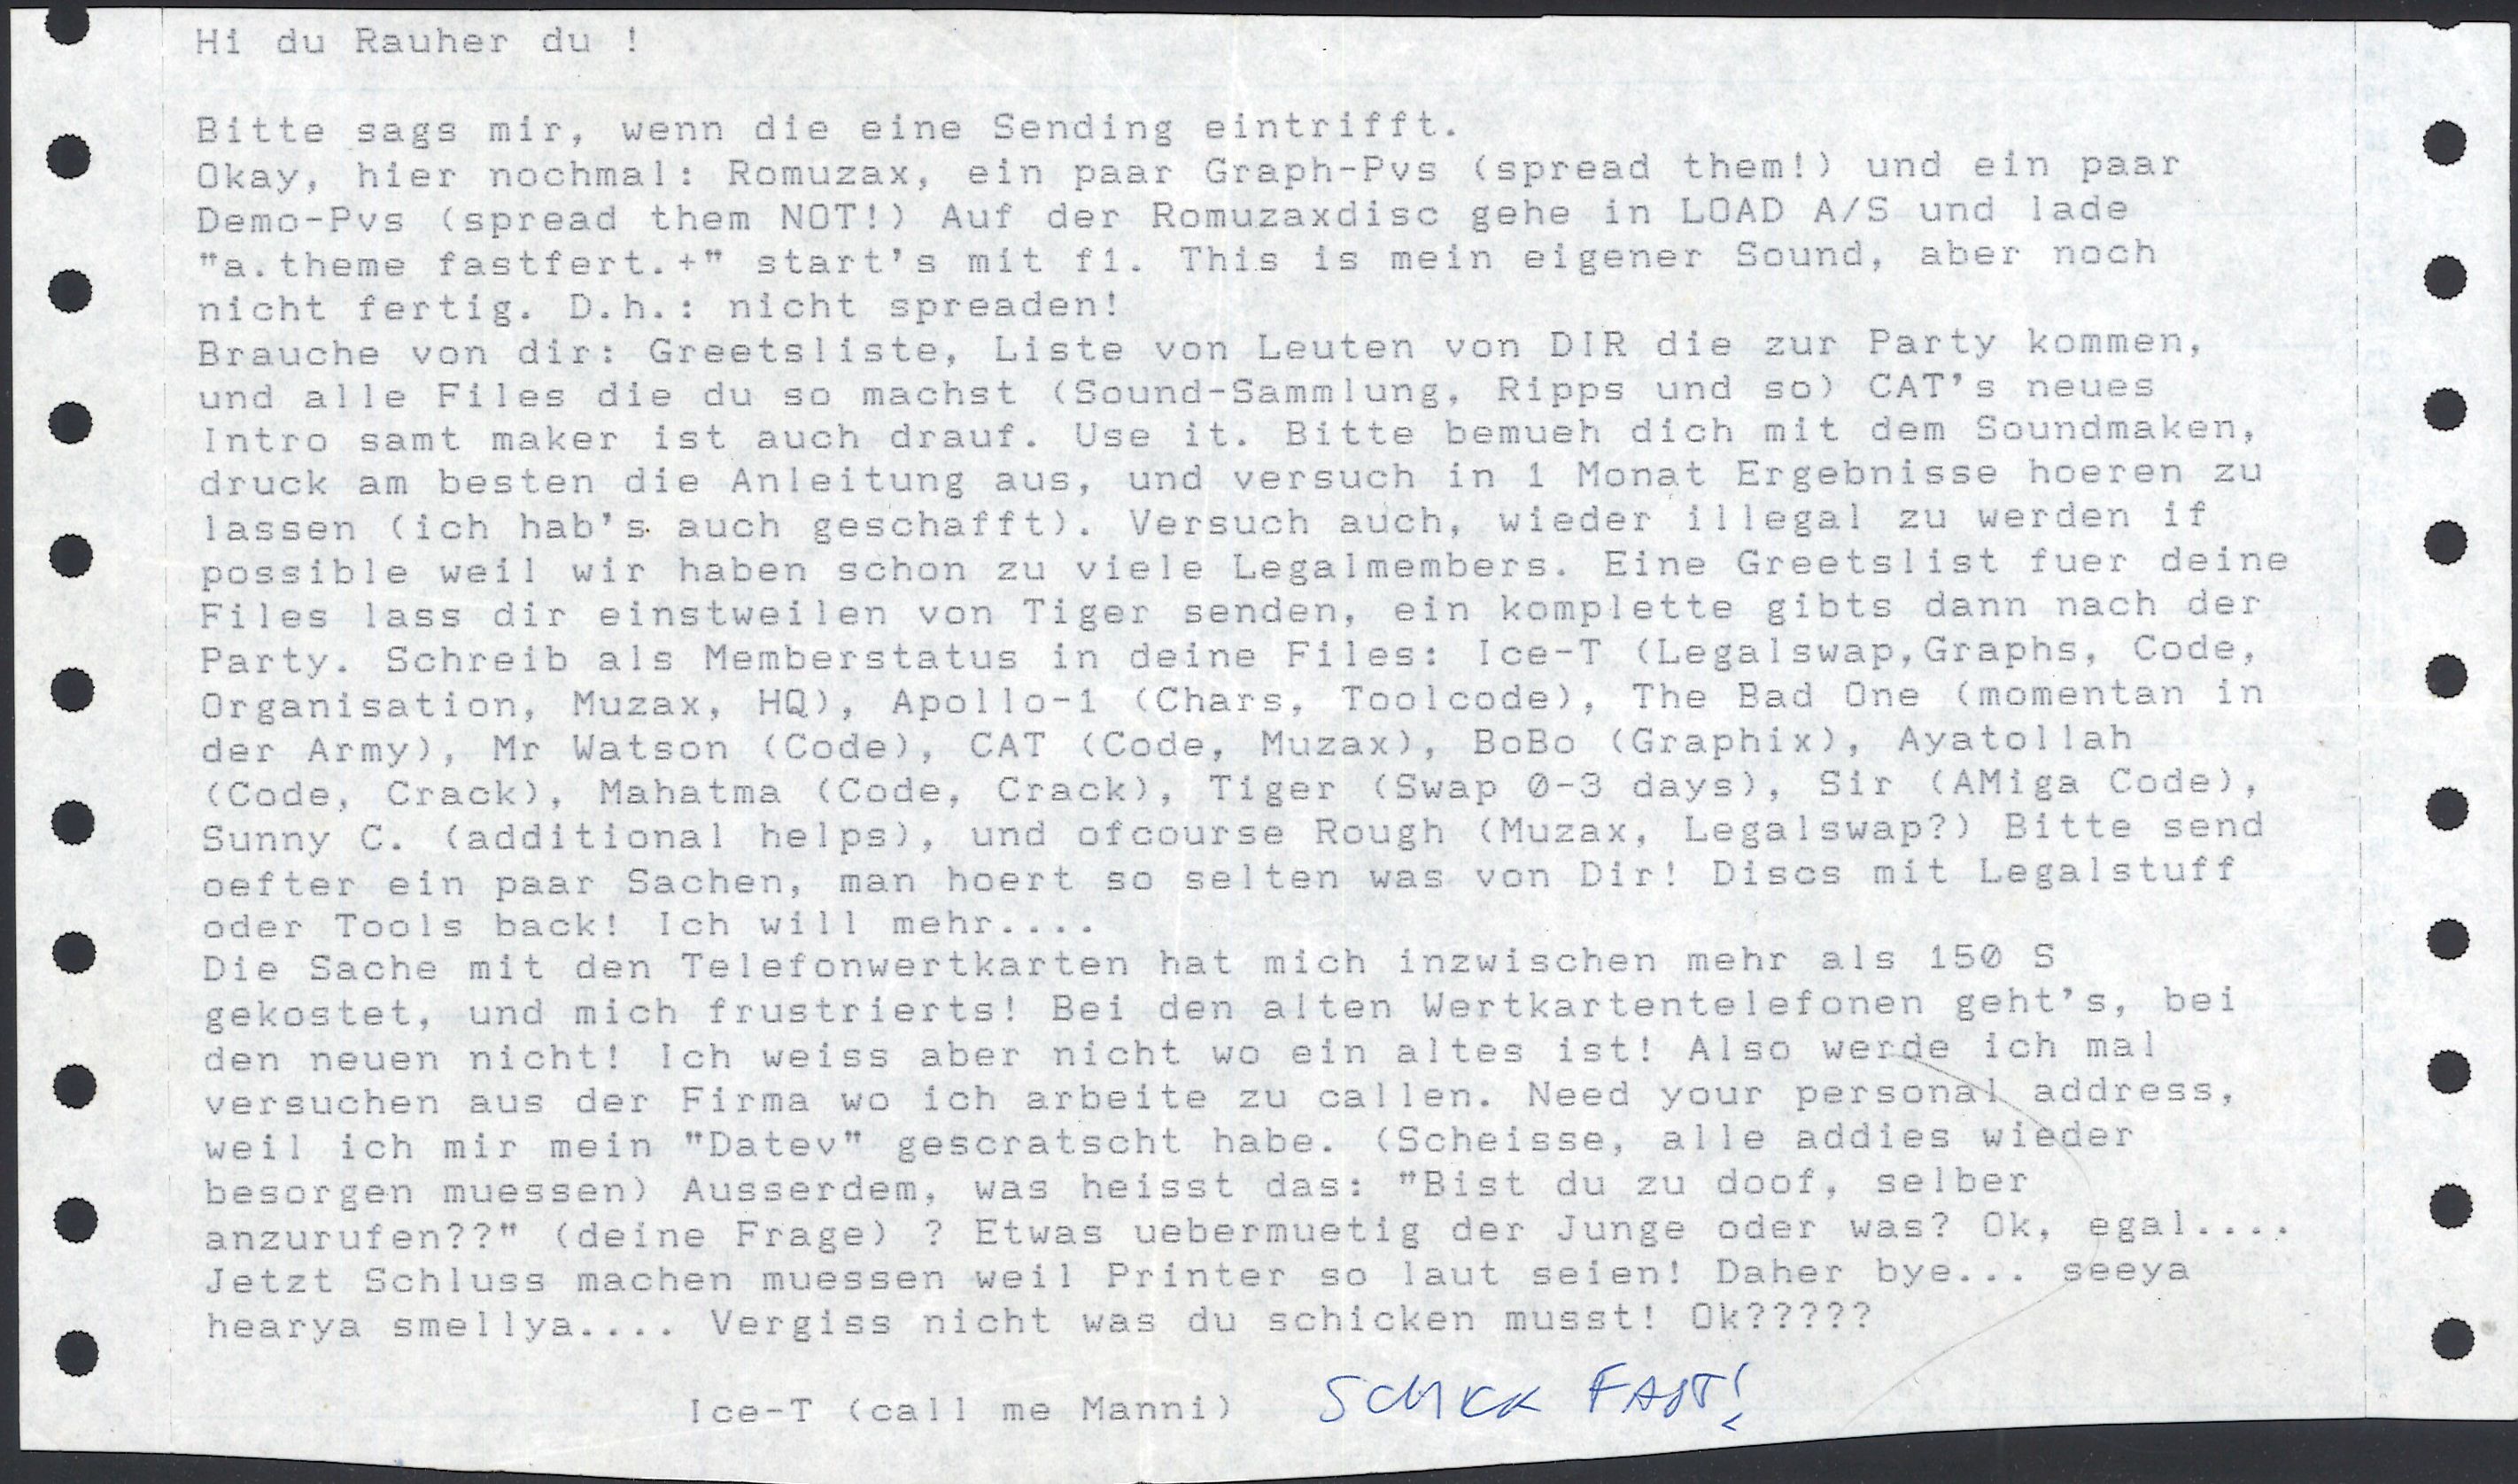 Hi du Rauher du !
Bitte sags mir, wenn die eine Sending eintrifft.
Okay, hier nochmal: Romuzax, ein paar Graph-Pvs (spread them!) und ein paar
Demo-Pvs (spread them NOT!) Auf der Romuzaxdisc gehe in LOAD A/S und lade
"a.theme fastfert.+" start's mit f1. This is mein eigener Sound, aber noch
nicht fertig. D.h.: nicht spreaden!
Brauche von dir: Greetsliste, Liste von Leuten von DIR die zur Party kommen,
und alle Files die du so machst (Sound-Sammlung, Ripps und so) CAT's neues
Intro samt maker ist auch drauf. Use it. Bitte bemueh dich mit dem Soundmaken,
druck am besten die Anleitung aus, und versuch in 1 Monat Ergebnisse hoeren zu
lassen (ich hab's auch geschafft). Versuch auch, wieder illegal zu werden if
possible weil wir haben schon zu viele Legalmembers. Eine Greetslist fuer deine
Files lass dir einstweilen von Tiger senden, ein komplette gibts dann nach der
Party. Schreib als Memberstatus in deine Files: Ice-T (Legalswap,Graphs, Code,
Organisation, Muzax, HQ), Apollo-1 (Chars, Toolcode), The Bad One (momentan in
der Army), Mr Watson (Code), CAT (Code, Muzax), BoBo (Graphix), Ayatollah
(Code, Crack), Mahatma (Code, Crack), Tiger (Swap 0-3 days), Sir (AMiga Code),
Sunny C. (additional helps), und ofcourse Rough (Muzax, Legalswap?) Bitte send
oefter ein paar Sachen, man hoert so selten was von Dir! Discs mit Legalstuff
oder Tools back! Ich will mehr....
Die Sache mit den Telefonwertkarten hat mich inzwischen mehr als 150 S
gekostet, und mich frustrierts! Bei den alten Wertkartentelefonen geht's, bei
den neuen nicht! Ich weiss aber nicht wo ein altes ist! Also werde ich mal
versuchen aus der Firma wo ich arbeite zu callen. Need your personal address,
weil ich mir mein "Datev" gescratscht habe. (Scheisse, alle addies wieder
besorgen muessen) Ausserdem, was heisst das: "Bist du zu doof, selber
anzurufen??" (deine Frage) ? Etwas uebermuetig der Junge oder was? Ok, egal....
Jetzt Schluss machen muessen weil Printer so laut seien! Daher bye... seeya
hearya smellya.... Vergiss nicht was du schicken musst! Ok?????
Ice-T (call me Manni) SCHICK FAST!